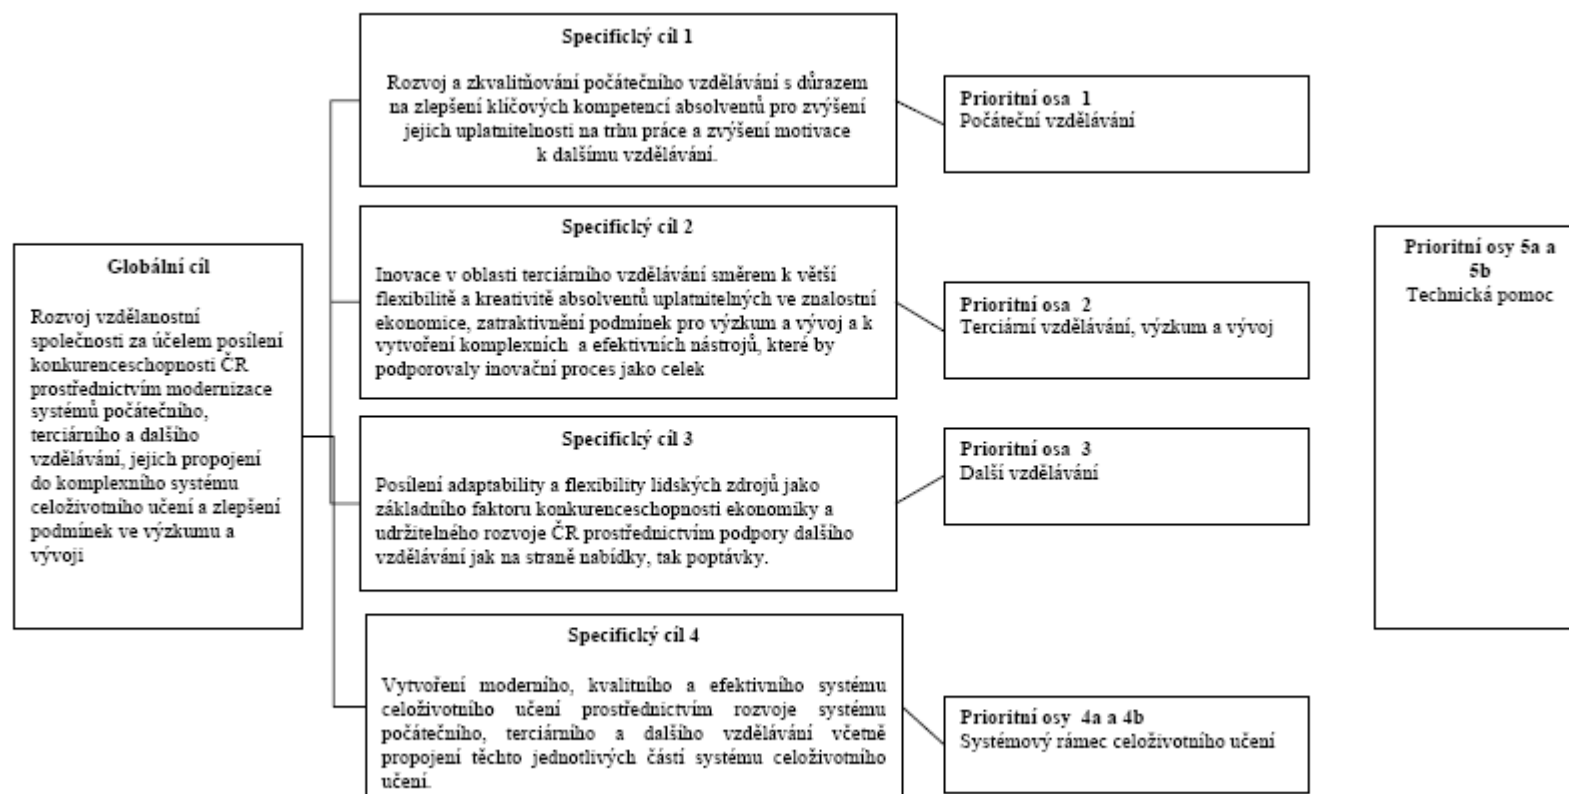 Globální cíl
Rozvoj vzdělanostní
společnosti za účelem posílení
konkurenceschopnosti ČR
prostřednictvím modernizace
systémů počátečního,
terciárního a dalšího
vzdělávání, jejich propojení
do komplexního systému
celoživotního učení a zlepšení
podmínek ve výzkumu a
vývoji
Specifický cíl 1
Rozvoj a zkvalitňování počátečního vzdělávání s důrazem
na zlepšení klíčových kompetencí absolventů pro zvýšení
jejich uplatnitelnosti na trhu práce a zvýšení motivace
k dalšímu vzdělávání.
Prioritní osa 1
Počáteční vzdělávání
Specifický cíl 2
Inovace v oblasti terciárního vzdělávání směrem k větší
flexibilitě a kreativitě absolventů uplatnitelných ve znalostní
ekonomice, zatraktivnění podmínek pro výzkum a vývoj a k
vytvoření komplexních a efektivních nástrojů, které by
podporovaly inovační proces jako celek
Prioritní osa 2
Terciární vzdělávání, výzkum a vývoj
Specifický cíl 3
Posílení adaptability a flexibility lidských zdrojů jako
základního faktoru konkurenceschopnosti ekonomiky a
udržitelného rozvoje ČR prostřednictvím podpory dalšího
vzdělávání jak na straně nabídky, tak poptávky.
Prioritní osa 3
Další vzdělávání
Specifický cíl 4
Vytvoření moderního, kvalitního a efektivního systému
celoživotního učení prostřednictvím rozvoje systému
počátečního, terciárního a dalšího vzdělávání včetně
propojení těchto jednotlivých částí systému celoživotního
učení.
Prioritní osy 4a a 4b
Systémový rámec celoživotního učení
Prioritní osy 5a a
5b
Technická pomoc